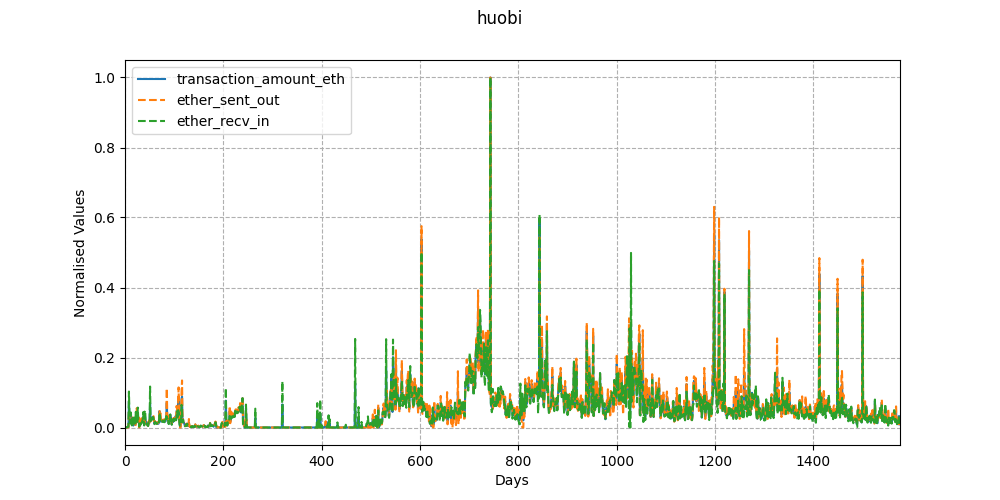 huobi
transaction_amount_eth
ether_sent_out
ether_recv_in
1.0
0.8
0.6
0.4
0.2
0.0
Normalised Values
0 200 400 600 800 1000 1200 1400
Days